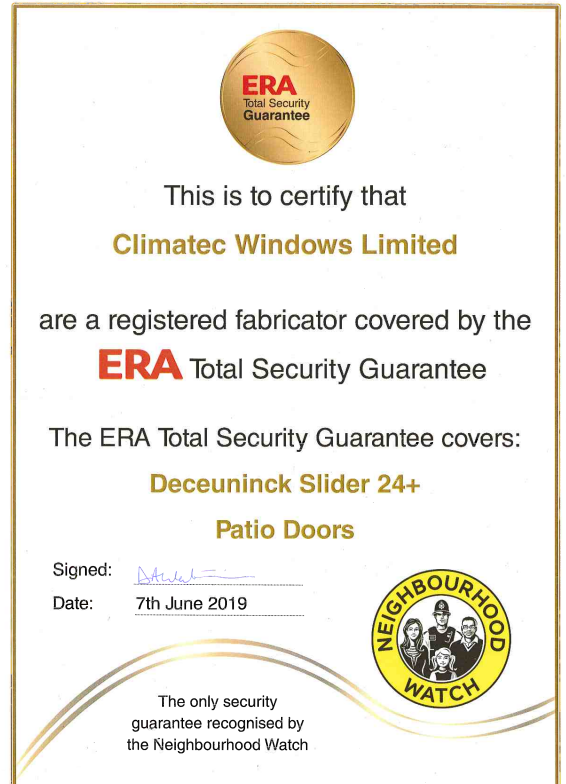 ERA
Total Security
Guarantee
This is to certify that
Climatec Windows Limited
are a registered fabricator covered by the
ERA Total Security Guarantee
The ERA Total Security Guarantee covers:
Deceuninck Slider 24+
Patio Doors
Signed:
Date: 7th June 2019
NEIGHBOURHOOD
WATCH
The only security
guarantee recognised by
the Neighbourhood Watch